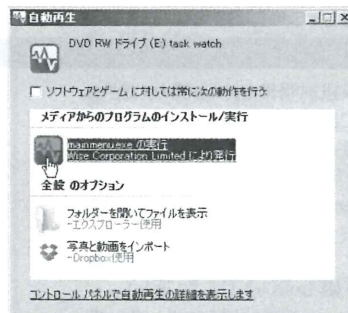 自動再生
DVD RW ドライブ (E) task watch
ソフトウェアとゲーム に対しては常に次の動作を行う:
メディアからのプログラムのインストール/実行
mainmenu.exe の実行
Wise Corporation Limited により発行
全般 のオプション
フォルダーを開いてファイルを表示
-エクスプローラー使用
写真と動画をインポート
-Dropbox使用
コントロール パネルで自動再生の詳細を表示します